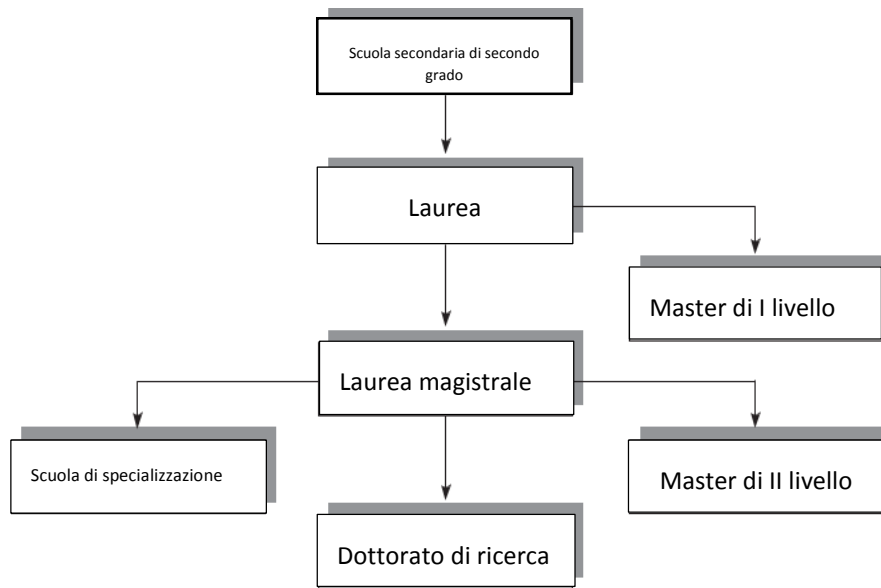 Scuola secondaria di secondo
grado
Laurea
Master di I livello
Laurea magistrale
Scuola di specializzazione
Master di II livello
Dottorato di ricerca